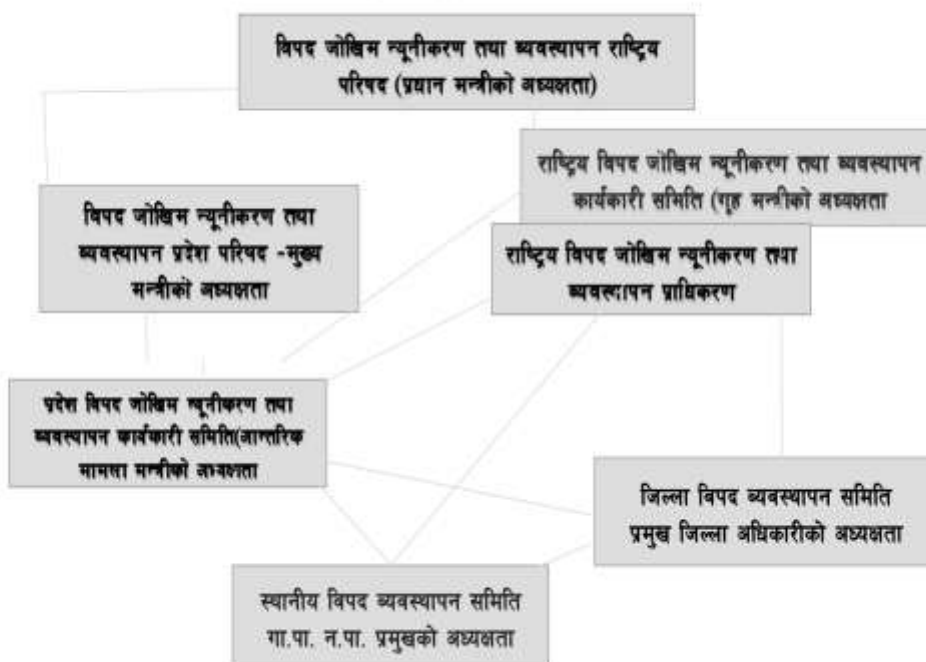 विपद जोखिम न्यूनीकरण तथा व्यवस्थापन राष्ट्रिय
परिषद (प्रधान मन्त्रीको अध्यक्षता)
राष्ट्रिय विपद जोखिम न्यूनीकरण तथा व्यवस्थापन
कार्यकारी समिति (गृह मन्त्रीको अध्यक्षता
विपद जोखिम न्यूनीकरण तथा
व्यवस्थापन प्रदेश परिषद -मुख्य
मन्त्रीको अध्यक्षता
राष्ट्रिय विपद जोखिम न्यूनीकरण तथा
व्यवस्थापन प्राधिकरण
प्रदेश विपद जोखिम न्यूनीकरण तथा
व्यवस्थापन कार्यकारी समिति(आन्तरिक
मामला मन्त्रीको अध्यक्षता
जिल्ला विपद व्यवस्थापन समिति
प्रमुख जिल्ला अधिकारीको अध्यक्षता
स्थानीय विपद व्यवस्थापन समिति
गा.पा. न.पा. प्रमुखको अध्यक्षता